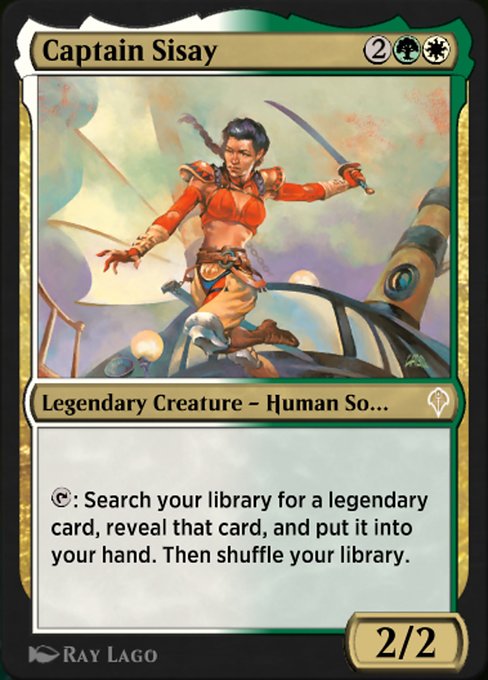 Captain Sisay 2
Legendary Creature – Human So...
: Search your library for a legendary
card, reveal that card, and put it into
your hand. Then shuffle your library.
2/2
Ray Lago